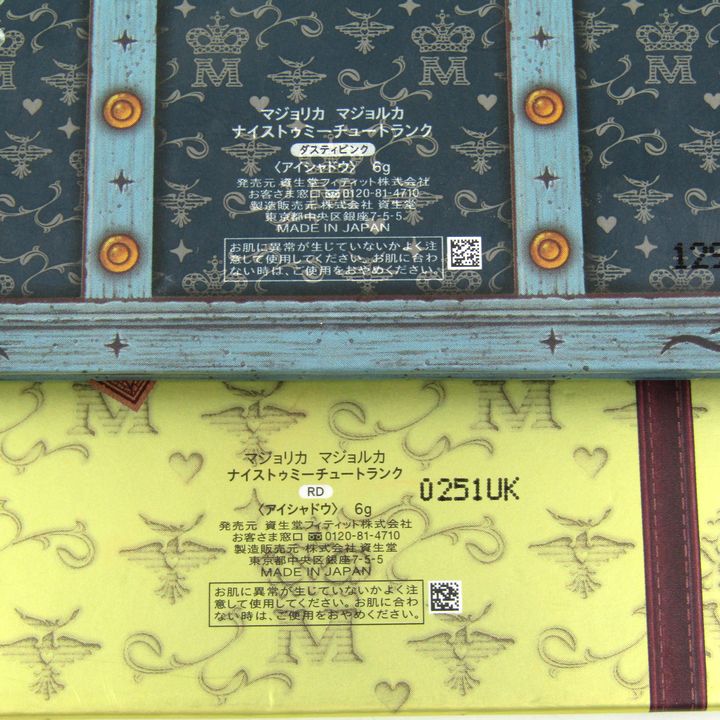 マジョリカ マジョルカ
ナイストゥミーチュートランク
ダスティピンク
〈アイシャドウ〉 6g
発売元 資生堂フィティット株式会社
お客さま窓口 0120-81-4710
製造販売元 株式会社 資生堂
東京都中央区銀座7-5-5
MADE IN JAPAN
お肌に異常が生じていないかよく注
意して使用してください。お肌に合わ
ない時は、ご使用をおやめください。
マジョリカ マジョルカ
ナイストゥミーチュートランク
RD
0251UK
〈アイシャドウ〉 6g
発売元 資生堂フィティット株式会社
お客さま窓口 0120-81-4710
製造販売元 株式会社 資生堂
東京都中央区銀座7-5-5
MADE IN JAPAN
お肌に異常が生じていないかよく注
意して使用してください。お肌に合わ
ない時は、ご使用をおやめください。